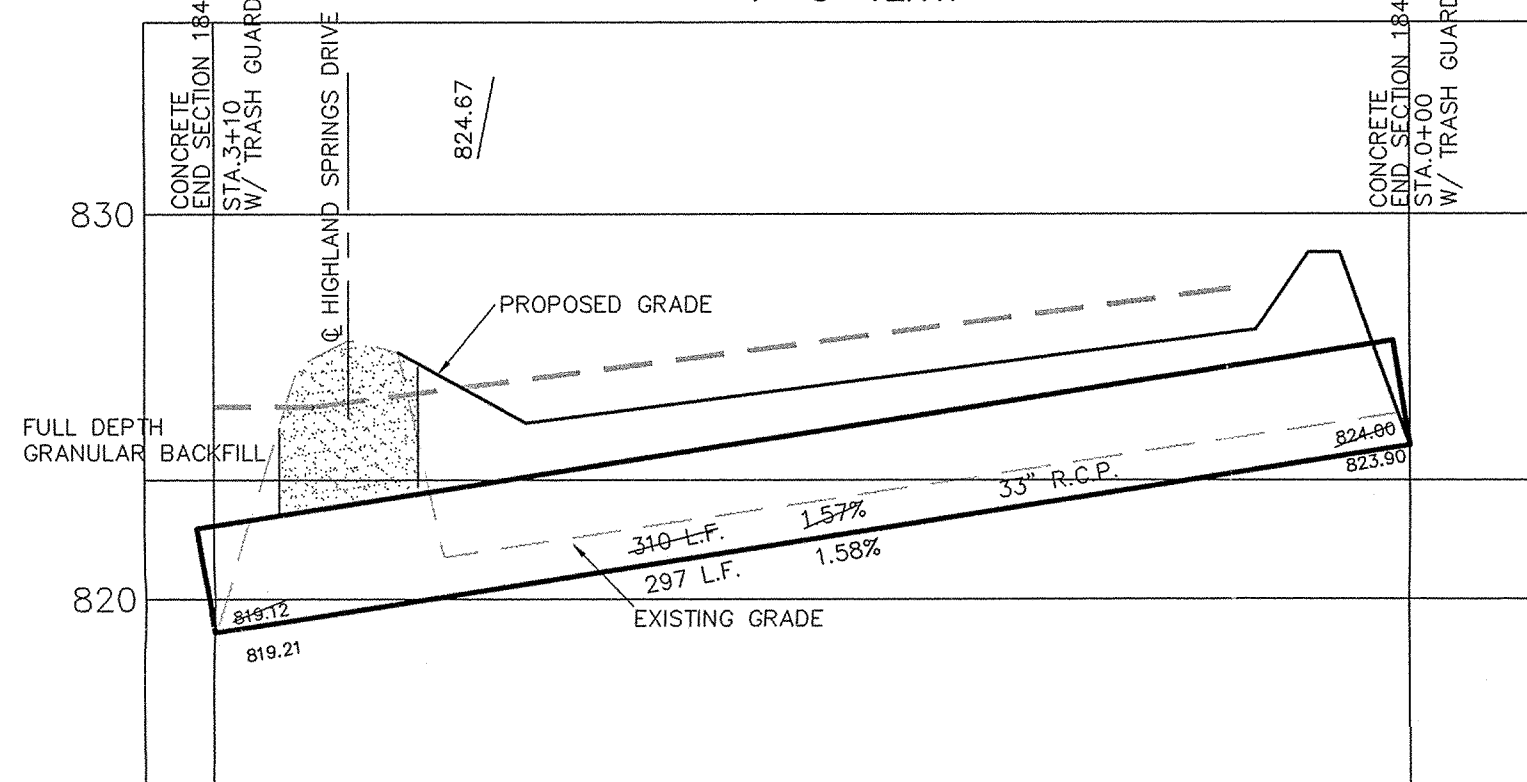 CONCRETE
END SECTION 184
STA.3+10
W/ TRASH GUARD
℄ HIGHLAND SPRINGS DRIVE
824.67
CONCRETE
END SECTION 184
STA.0+00
W/ TRASH GUARD
830
PROPOSED GRADE
FULL DEPTH
GRANULAR BACKFILL
824.00
823.90
33" R.C.P.
310 L.F.
1.57%
297 L.F.
1.58%
820
819.12
819.21
EXISTING GRADE